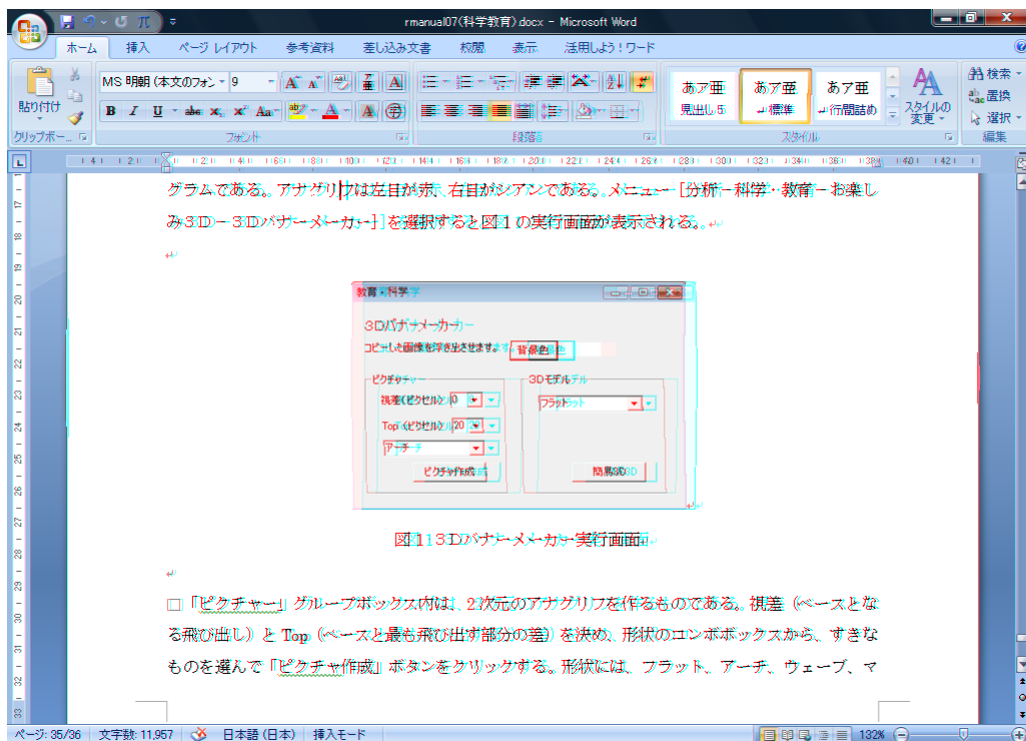 rmanual07(科学教育).docx - Microsoft Word
ホーム 挿入 ページ レイアウト 参考資料 差し込み文書 校閲 表示 活用しよう!ワード
MS 明朝 (本文のフォン 9
貼り付け
あア亜 あア亜 あア亜
見出し 5 標準 行間詰め
スタイルの変更
検索
置換
選択
クリップボー... フォント 段落 スタイル 編集
グラムである。アナグリフは左目が赤、右目がシアンである。メニュー [分析-科学・教育-お楽し
み3D-3Dバナーメーカー] を選択すると図1の実行画面が表示される。
教育・科学
3Dバナーメーカー
コピーした画像を浮き出させます。 背景色
ピクチャー 3Dモデル
視差(ピクセル) 0 フラット
Top (ピクセル) 20
アーチ
ピクチャ作成 簡易3D
図1 3Dバナーメーカー実行画面
「ピクチャー」グループボックス内は、2次元のアナグリフを作るものである。視差(ベースとな
る飛び出し)と Top(ベースと最も飛び出す部分の差)を決め、形状のコンボボックスから、すきな
ものを選んで「ピクチャ作成」ボタンをクリックする。形状には、フラット、アーチ、ウェーブ、マ
ページ: 35/36 文字数: 11,957 日本語 (日本) 挿入モード 132%